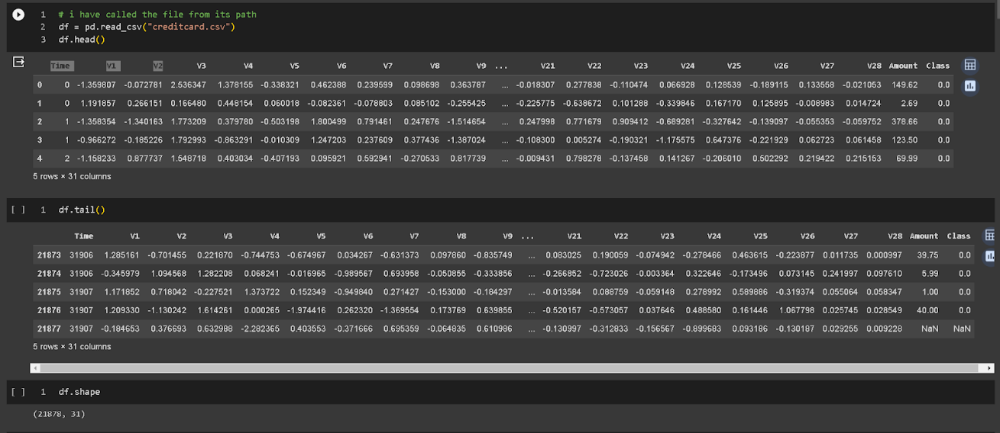 1 # i have called the file from its path
2 df = pd.read_csv("creditcard.csv")
3 df.head()
Time V1 V2 V3 V4 V5 V6 V7 V8 V9 ... V21 V22 V23 V24 V25 V26 V27 V28 Amount Class
0 0 -1.359807 -0.072781 2.536347 1.378155 -0.338321 0.462388 0.239599 0.098698 0.363787 ... -0.018307 0.277838 -0.110474 0.066928 0.128539 -0.189115 0.133558 -0.021053 149.62 0.0
1 0 1.191857 0.266151 0.166480 0.448154 0.060018 -0.082361 -0.078803 0.085102 -0.255425 ... -0.225775 -0.638672 0.101288 -0.339846 0.167170 0.125895 -0.008983 0.014724 2.69 0.0
2 1 -1.358354 -1.340163 1.773209 0.379780 -0.503198 1.800499 0.791461 0.247676 -1.514654 ... 0.247998 0.771679 0.909412 -0.689281 -0.327642 -0.139097 -0.055353 -0.059752 378.66 0.0
3 1 -0.966272 -0.185226 1.792993 -0.863291 -0.010309 1.247203 0.237609 0.377436 -1.387024 ... -0.108300 0.005274 -0.190321 -1.175575 0.647376 -0.221929 0.062723 0.061458 123.50 0.0
4 2 -1.158233 0.877737 1.548718 0.403034 -0.407193 0.095921 0.592941 -0.270533 0.817739 ... -0.009431 0.798278 -0.137458 0.141267 -0.206010 0.502292 0.219422 0.215153 69.99 0.0
5 rows × 31 columns
[ ] 1 df.tail()
Time V1 V2 V3 V4 V5 V6 V7 V8 V9 ... V21 V22 V23 V24 V25 V26 V27 V28 Amount Class
21873 31906 1.285161 -0.701455 0.221870 -0.744753 -0.674967 0.034267 -0.631373 0.097860 -0.835749 ... 0.083025 0.190059 -0.074942 -0.278466 0.463615 -0.223877 0.011735 0.000997 39.75 0.0
21874 31906 -0.345979 1.094568 1.282208 0.068241 -0.016965 -0.989567 0.693958 -0.050855 -0.333856 ... -0.266852 -0.723026 -0.003364 0.322646 -0.173496 0.073145 0.241997 0.097610 5.99 0.0
21875 31907 1.171852 0.718042 -0.227521 1.373722 0.152349 -0.949840 0.271427 -0.153000 -0.184297 ... -0.013584 0.088759 -0.059148 0.278992 0.589886 -0.319374 0.055064 0.058347 1.00 0.0
21876 31907 1.209330 -1.130242 1.614261 0.000265 -1.974416 0.262320 -1.369554 0.173769 0.639855 ... -0.520157 -0.573057 0.037646 0.488580 0.161446 1.067798 0.025745 0.028549 40.00 0.0
21877 31907 -0.184653 0.376693 0.632988 -2.282365 0.403553 -0.371666 0.695359 -0.064835 0.610986 ... -0.130997 -0.312833 -0.156567 -0.899683 0.093186 -0.130187 0.029255 0.009228 NaN NaN
5 rows × 31 columns
[ ] 1 df.shape
(21878, 31)